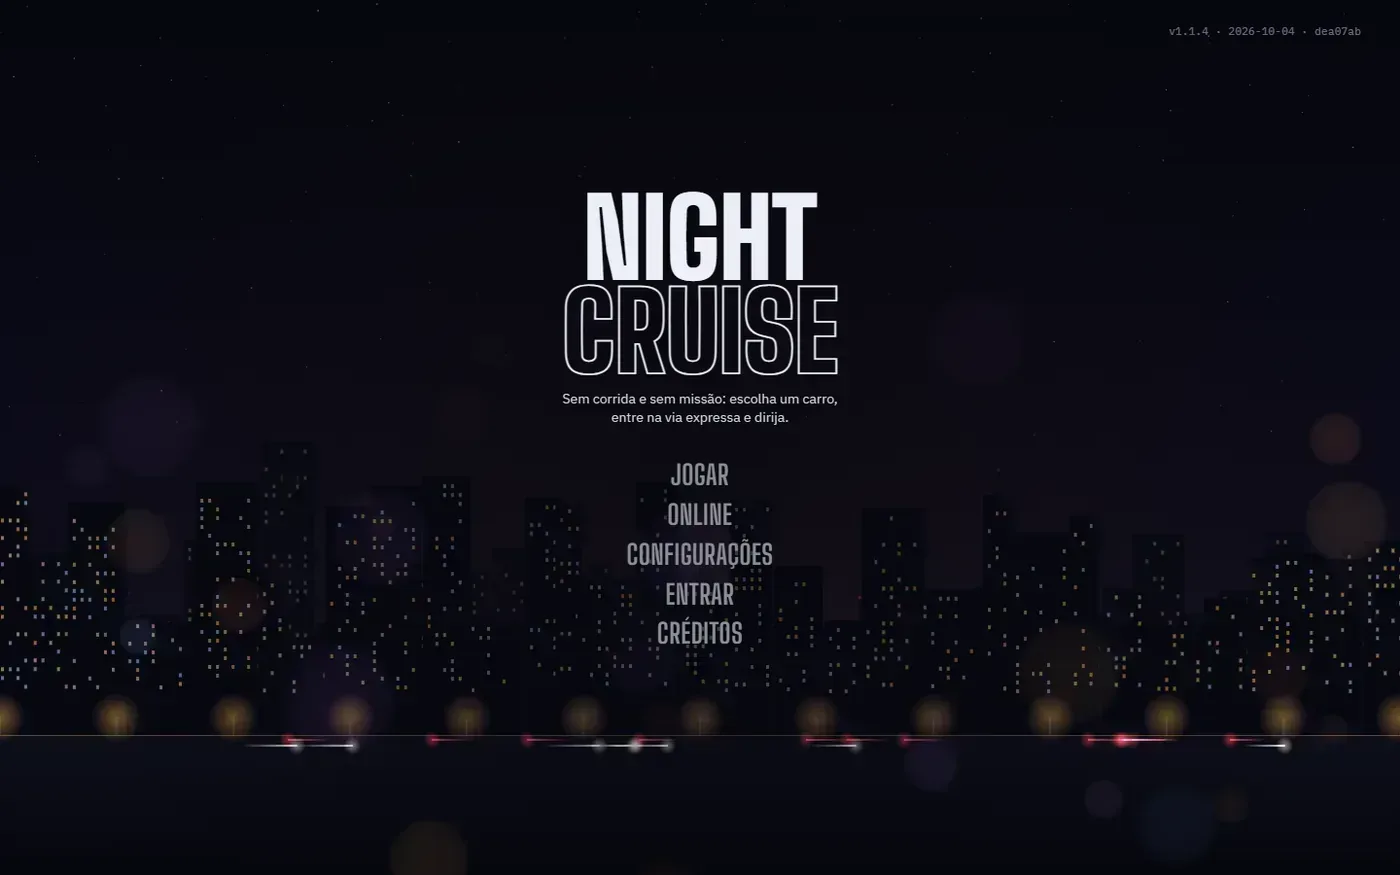 v1.1.4 · 2026-10-04 · dea07ab
NIGHT
CRUISE
Sem corrida e sem missão: escolha um carro,
entre na via expressa e dirija.
JOGAR
ONLINE
CONFIGURAÇÕES
ENTRAR
CRÉDITOS